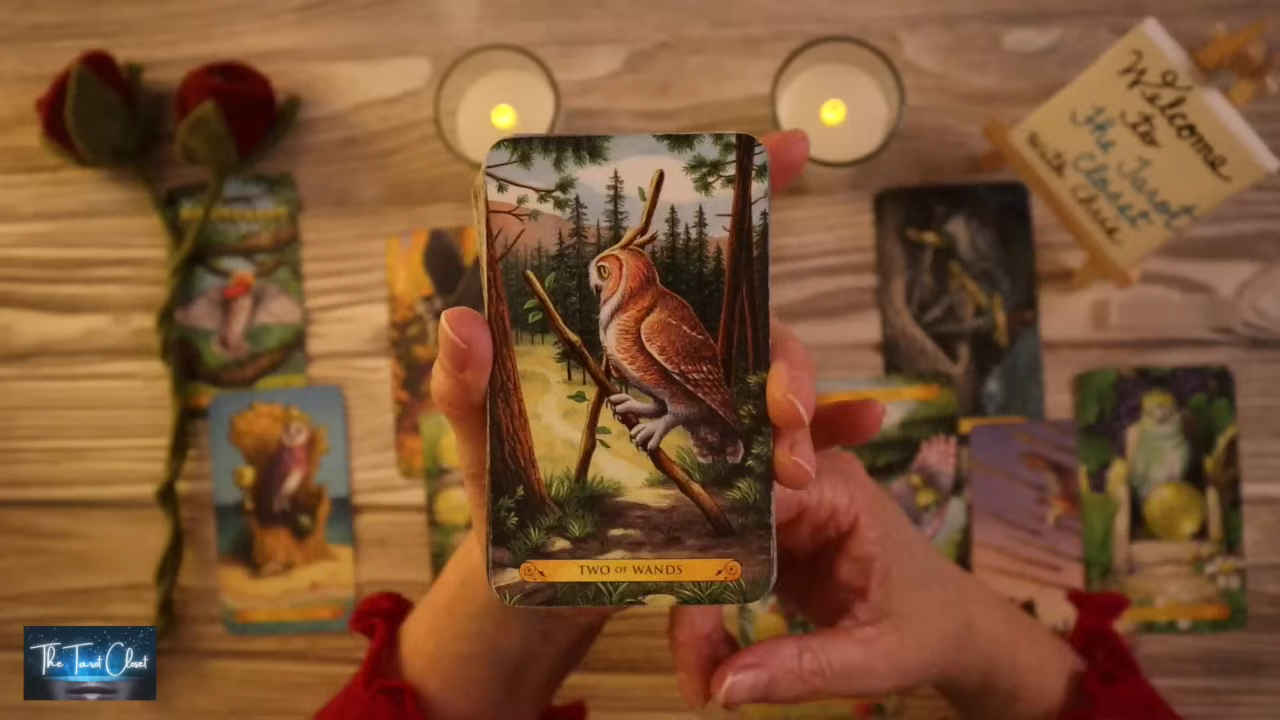 Welcome
to
The Tarot
Closet
with Chris
TWO OF WANDS
The Tarot Closet